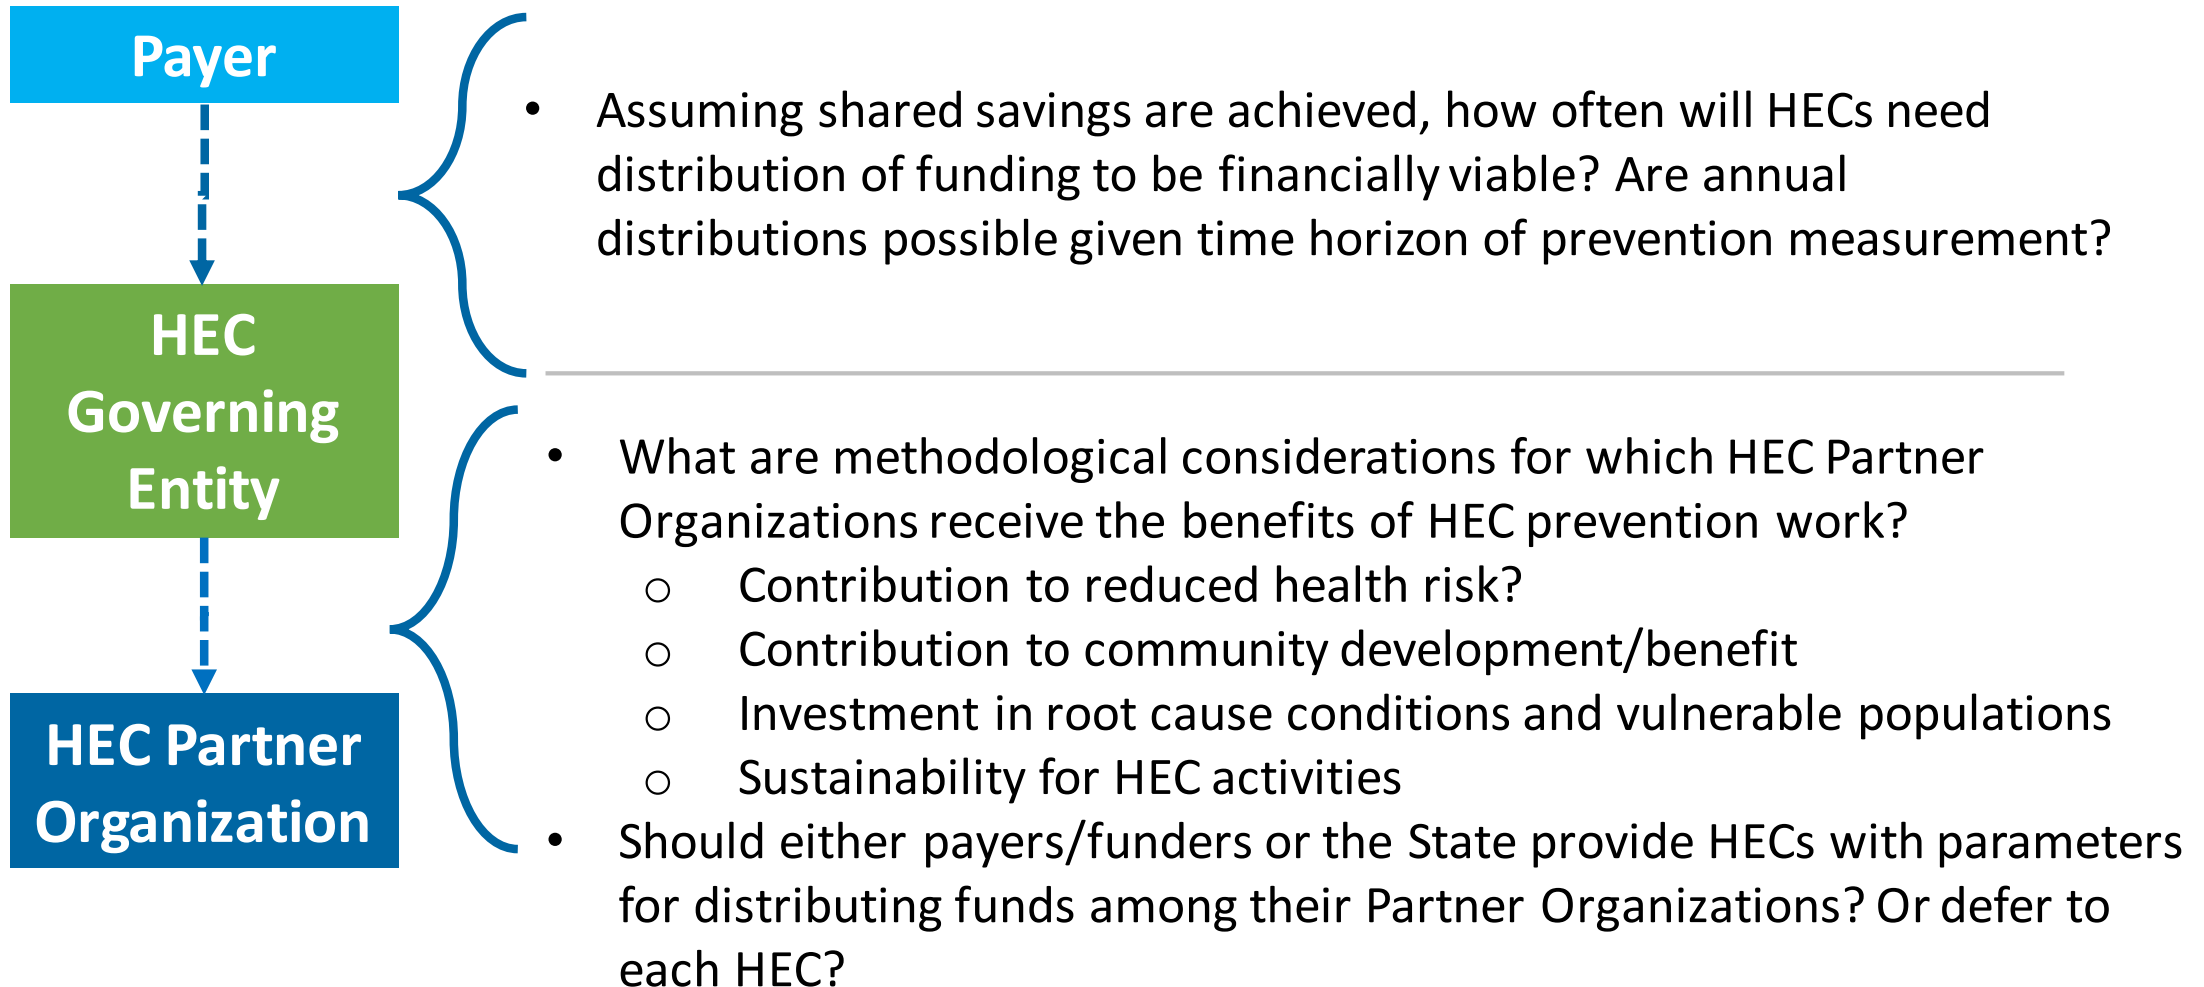 Payer
• Assuming shared savings are achieved, how often will HECs need
distribution of funding to be financially viable? Are annual
distributions possible given time horizon of prevention measurement?
HEC
Governing
Entity
• What are methodological considerations for which HEC Partner
Organizations receive the benefits of HEC prevention work?
o Contribution to reduced health risk?
o Contribution to community development/benefit
o Investment in root cause conditions and vulnerable populations
o Sustainability for HEC activities
• Should either payers/funders or the State provide HECs with parameters
for distributing funds among their Partner Organizations? Or defer to
each HEC?
HEC Partner
Organization